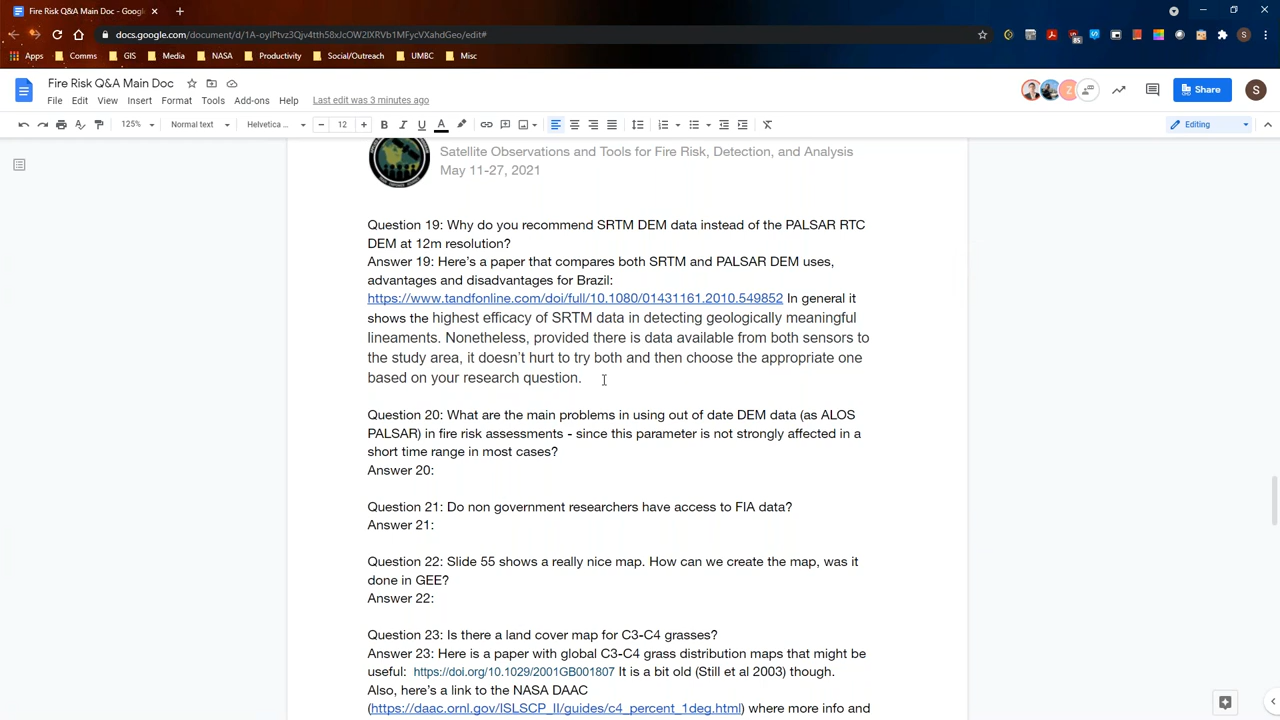 Fire Risk Q&A Main Doc - Google
docs.google.com/document/d/1A-oyIPtvz3Qjv4tth58xJcOW2lXRVb1MFycVXahdGeo/edit#
Apps Comms GIS Media NASA Productivity Social/Outreach UMBC Misc
Fire Risk Q&A Main Doc
File Edit View Insert Format Tools Add-ons Help Last edit was 3 minutes ago
Share
S
125% Normal text Helvetica ... 12 Editing
Satellite Observations and Tools for Fire Risk, Detection, and Analysis
May 11-27, 2021
Question 19: Why do you recommend SRTM DEM data instead of the PALSAR RTC
DEM at 12m resolution?
Answer 19: Here's a paper that compares both SRTM and PALSAR DEM uses,
advantages and disadvantages for Brazil:
https://www.tandfonline.com/doi/full/10.1080/01431161.2010.549852 In general it
shows the highest efficacy of SRTM data in detecting geologically meaningful
lineaments. Nonetheless, provided there is data available from both sensors to
the study area, it doesn't hurt to try both and then choose the appropriate one
based on your research question.
Question 20: What are the main problems in using out of date DEM data (as ALOS
PALSAR) in fire risk assessments - since this parameter is not strongly affected in a
short time range in most cases?
Answer 20:
Question 21: Do non government researchers have access to FIA data?
Answer 21:
Question 22: Slide 55 shows a really nice map. How can we create the map, was it
done in GEE?
Answer 22:
Question 23: Is there a land cover map for C3-C4 grasses?
Answer 23: Here is a paper with global C3-C4 grass distribution maps that might be
useful: https://doi.org/10.1029/2001GB001807 It is a bit old (Still et al 2003) though.
Also, here's a link to the NASA DAAC
(https://daac.ornl.gov/ISLSCP_II/guides/c4_percent_1deg.html) where more info and